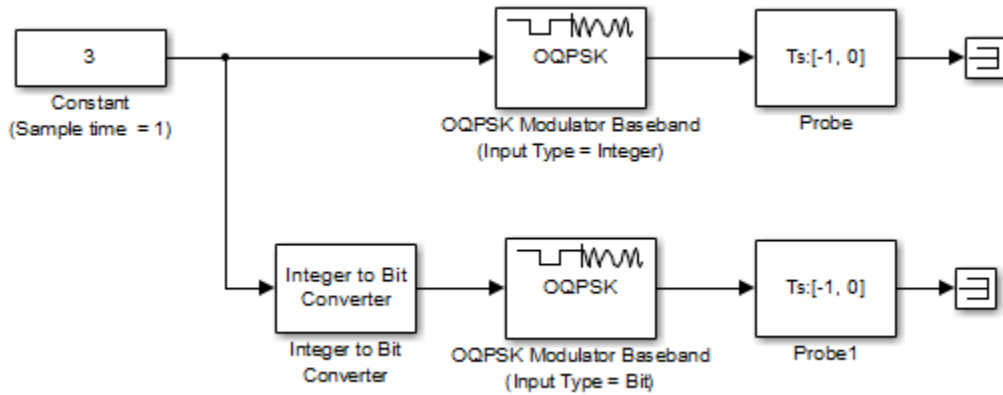 3
Constant
(Sample time = 1)
OQPSK
OQPSK Modulator Baseband
(Input Type = Integer)
Ts:[-1, 0]
Probe
Integer to Bit
Converter
Integer to Bit
Converter
OQPSK
OQPSK Modulator Baseband
(Input Type = Bit)
Ts:[-1, 0]
Probe1